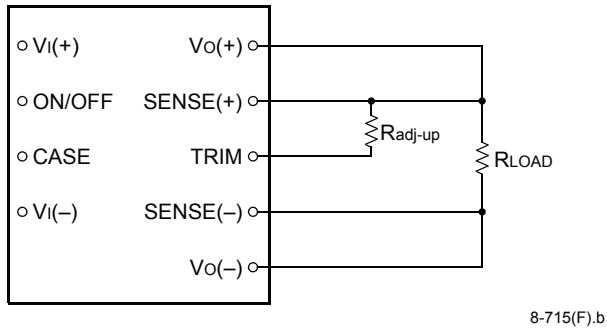 VI(+) VO(+)
ON/OFF SENSE(+)
Radj-up
CASE TRIM RLOAD
VI(–) SENSE(–)
VO(–)
8-715(F).b